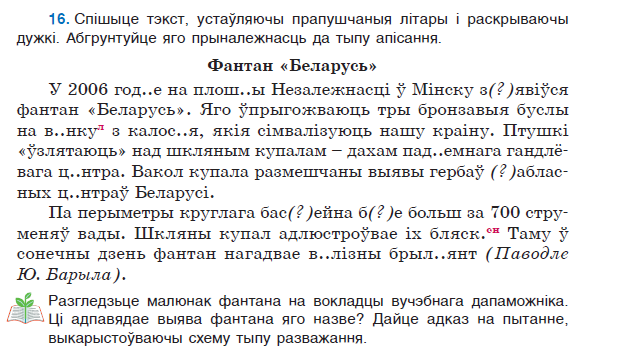 16. Спішыце тэкст, устаўляючы прапушчаныя літары і раскрываючы
дужкі. Абгрунтуйце яго прыналежнасць да тыпу апісання.
Фантан «Беларусь»
У 2006 год..е на плош..ы Незалежнасці ў Мінску з(?)явіўся
фантан «Беларусь». Яго ўпрыгожваюць тры бронзавыя буслы
на в..нкул з калос..я, якія сімвалізуюць нашу краіну. Птушкі
«ўзлятаюць» над шкляным купалам – дахам пад..емнага гандлё-
вага ц..нтра. Вакол купала размешчаны выявы гербаў (?)аблас-
ных ц..нтраў Беларусі.
Па перыметры круглага бас(?)ейна б(?)е больш за 700 стру-
меняў вады. Шкляны купал адлюстроўвае іх бляск.сн Таму ў
сонечны дзень фантан нагадвае в..лізны брыл..янт (Паводле
Ю. Барыла).
Разгледзьце малюнак фантана на вокладцы вучэбнага дапаможніка.
Ці адпавядае выява фантана яго назве? Дайце адказ на пытанне,
выкарыстоўваючы схему тыпу разважання.